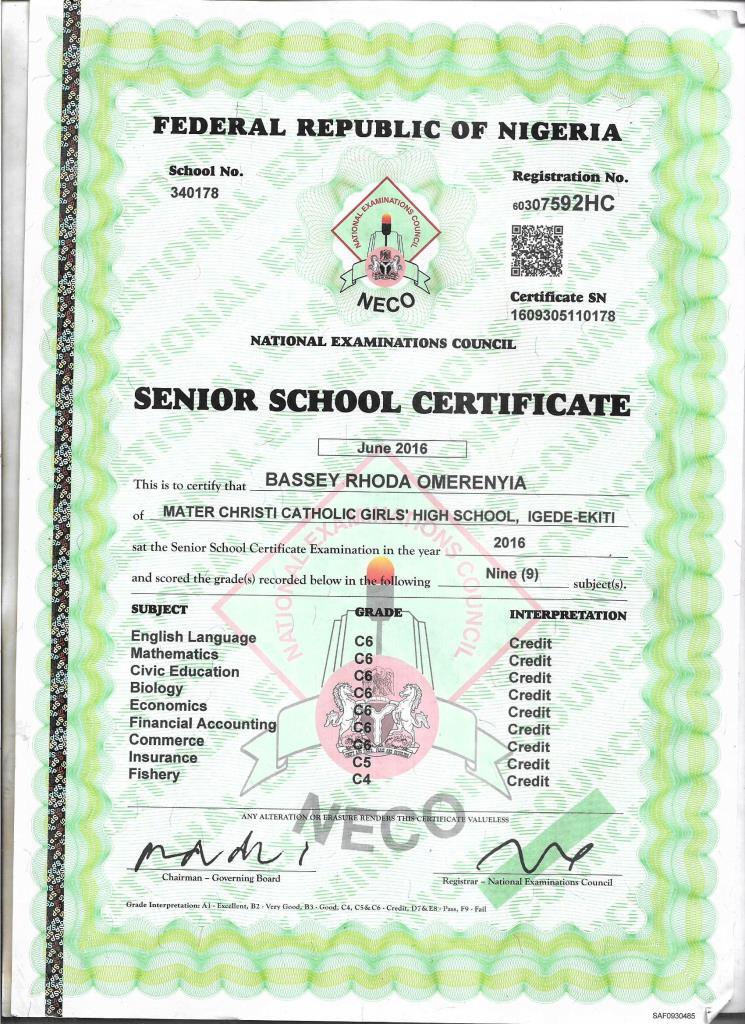 FEDERAL REPUBLIC OF NIGERIA
School No.
340178
Registration No.
60307592HC
NATIONAL EXAMINATIONS COUNCIL
NECO
Certificate SN
1609305110178
NATIONAL EXAMINATIONS COUNCIL
SENIOR SCHOOL CERTIFICATE
June 2016
This is to certify that BASSEY RHODA OMERENYIA
of MATER CHRISTI CATHOLIC GIRLS' HIGH SCHOOL, IGEDE-EKITI
sat the Senior School Certificate Examination in the year 2016
and scored the grade(s) recorded below in the following Nine (9) subject(s).
SUBJECT GRADE INTERPRETATION
English Language C6 Credit
Mathematics C6 Credit
Civic Education C6 Credit
Biology C6 Credit
Economics C6 Credit
Financial Accounting C6 Credit
Commerce C6 Credit
Insurance C5 Credit
Fishery C4 Credit
NATIONAL EXAMINATIONS COUNCIL
NECO
ANY ALTERATION OR ERASURE RENDERS THIS CERTIFICATE VALUELESS
Chairman – Governing Board
Registrar – National Examinations Council
Grade Interpretation: A1 - Excellent, B2 - Very Good, B3 - Good, C4, C5 & C6 - Credit, D7 & E8 - Pass, F9 - Fail
SAF0930485